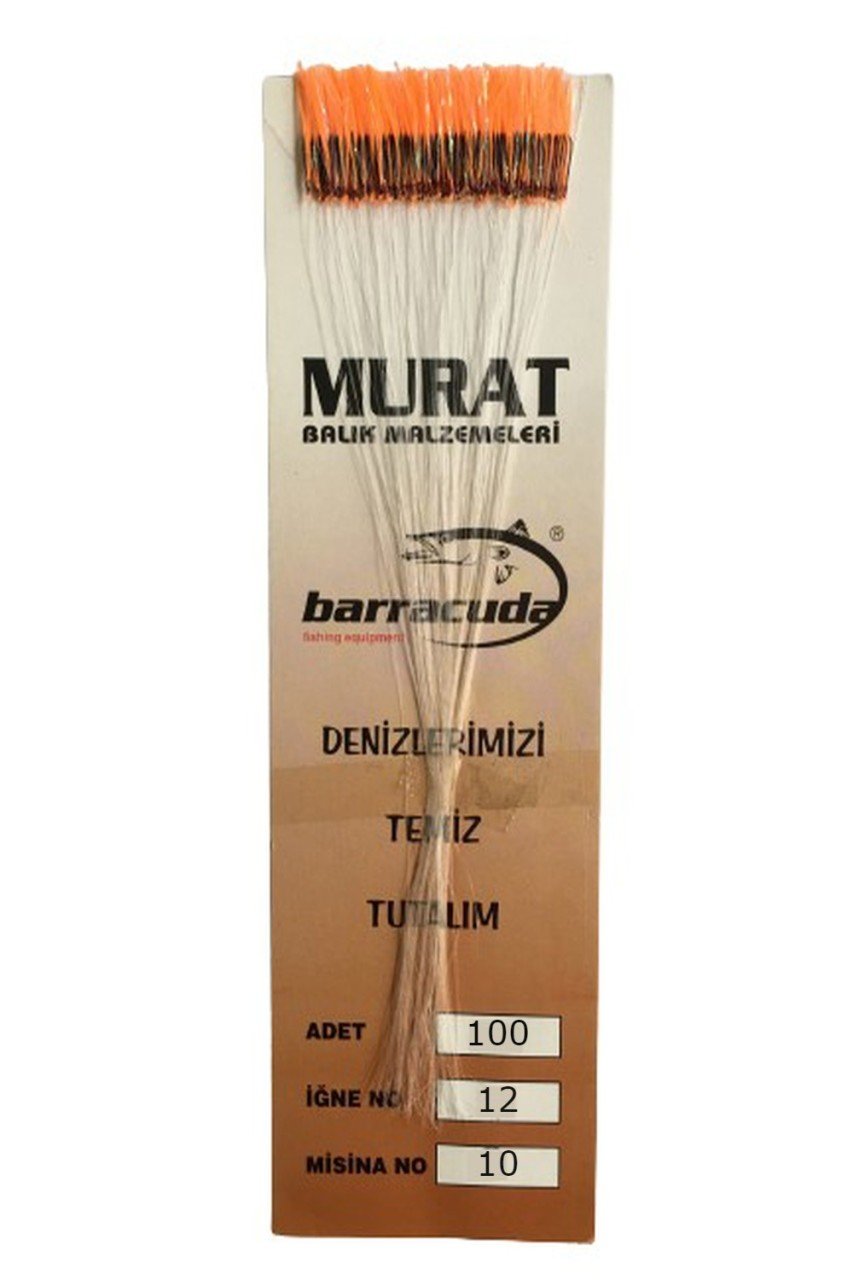 MURAT
BALIK MALZEMELERİ
®
barracuda
fishing equipment
DENİZLERİMİZİ
TEMİZ
TUTALIM
ADET 100
İĞNE NO 12
MİSİNA NO 10